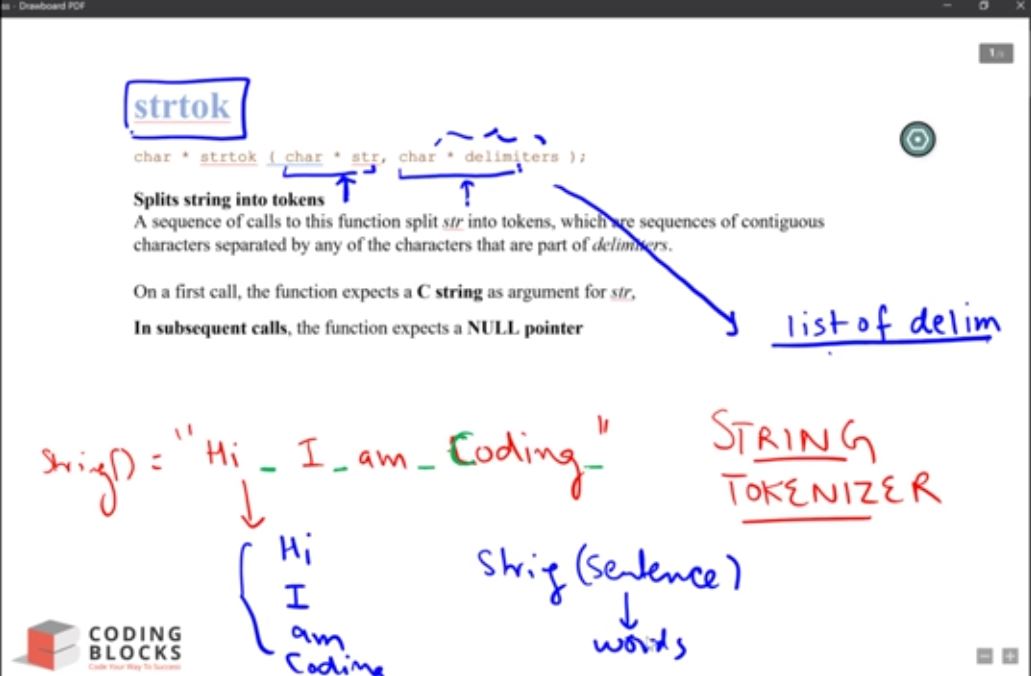 ss - Drawboard PDF
1
strtok
char * strtok ( char * str, char * delimiters );
Splits string into tokens
A sequence of calls to this function split str into tokens, which are sequences of contiguous
characters separated by any of the characters that are part of delimiters.
On a first call, the function expects a C string as argument for str,
In subsequent calls, the function expects a NULL pointer
list of delim
String() = "Hi _ I _ am _ Coding _"
STRING
TOKENIZER
Hi
I
am
Coding
Strig (Sentence)
words
CODING
BLOCKS
Code Your Way To Success